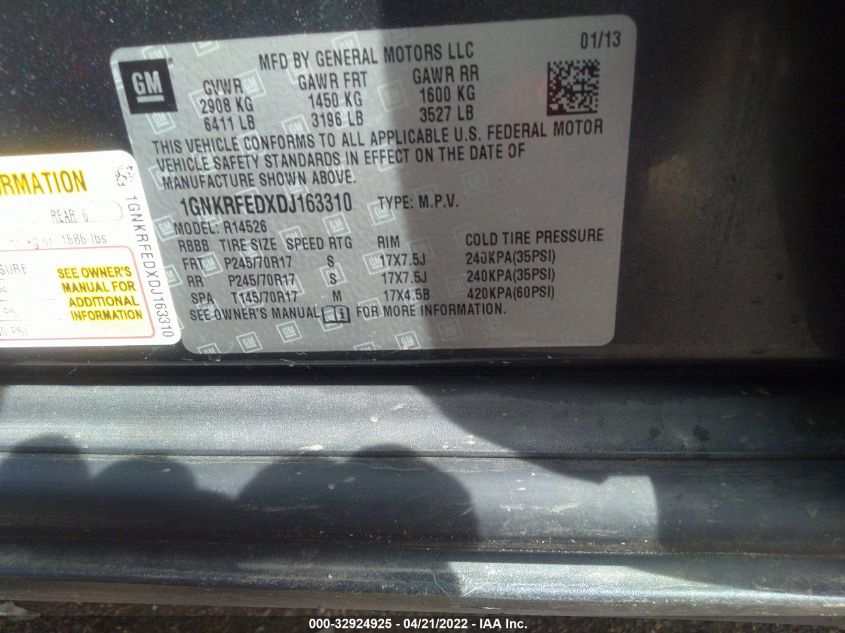 MFD BY GENERAL MOTORS LLC 01/13
GM
GVWR GAWR FRT GAWR RR
2908 KG 1450 KG 1600 KG
6411 LB 3196 LB 3527 LB
THIS VEHICLE CONFORMS TO ALL APPLICABLE U.S. FEDERAL MOTOR
VEHICLE SAFETY STANDARDS IN EFFECT ON THE DATE OF
MANUFACTURE SHOWN ABOVE.
1GNKRFEDXDJ163310 TYPE: M.P.V.
MODEL: R14526
RBBB TIRE SIZE SPEED RTG RIM COLD TIRE PRESSURE
FRT P245/70R17 S 17X7.5J 240KPA(35PSI)
RR P245/70R17 S 17X7.5J 240KPA(35PSI)
SPA T145/70R17 M 17X4.5B 420KPA(60PSI)
SEE OWNER'S MANUAL FOR MORE INFORMATION.
RMATION
REAR
kg or 1686 lbs
SURE
SEE OWNER'S
MANUAL FOR
ADDITIONAL
INFORMATION
1GNKRFEDXDJ163310
000-32924925 - 04/21/2022 - IAA Inc.